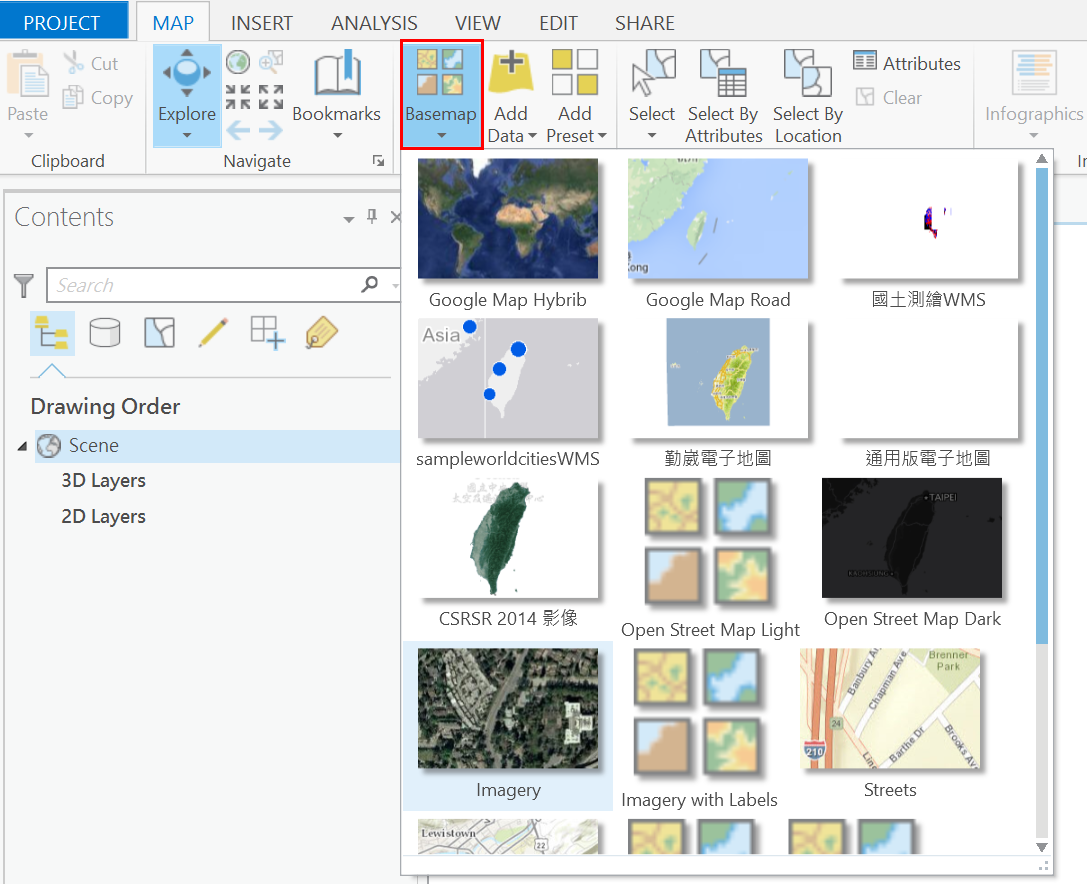 PROJECT
MAP
INSERT
ANALYSIS
VIEW
EDIT
SHARE
Paste
Cut
Copy
Clipboard
Explore
Bookmarks
Navigate
Basemap
Add
Data
Add
Preset
Select
Select By
Attributes
Select By
Location
Attributes
Clear
Infographics
In
Contents
Search
Drawing Order
Scene
3D Layers
2D Layers
ong
Google Map Hybrib
Google Map Road
國土測繪WMS
Asia
sampleworldcitiesWMS
勤崴電子地圖
通用版電子地圖
TAIPEI
KAOHSIUNG
CSRSR 2014 影像
Open Street Map Light
Open Street Map Dark
Banbury A
Chapman Ave
Brenner
Park
24
210
Lin
Barthe Dr
Brooks Av
Imagery
Imagery with Labels
Streets
Lewistown
22